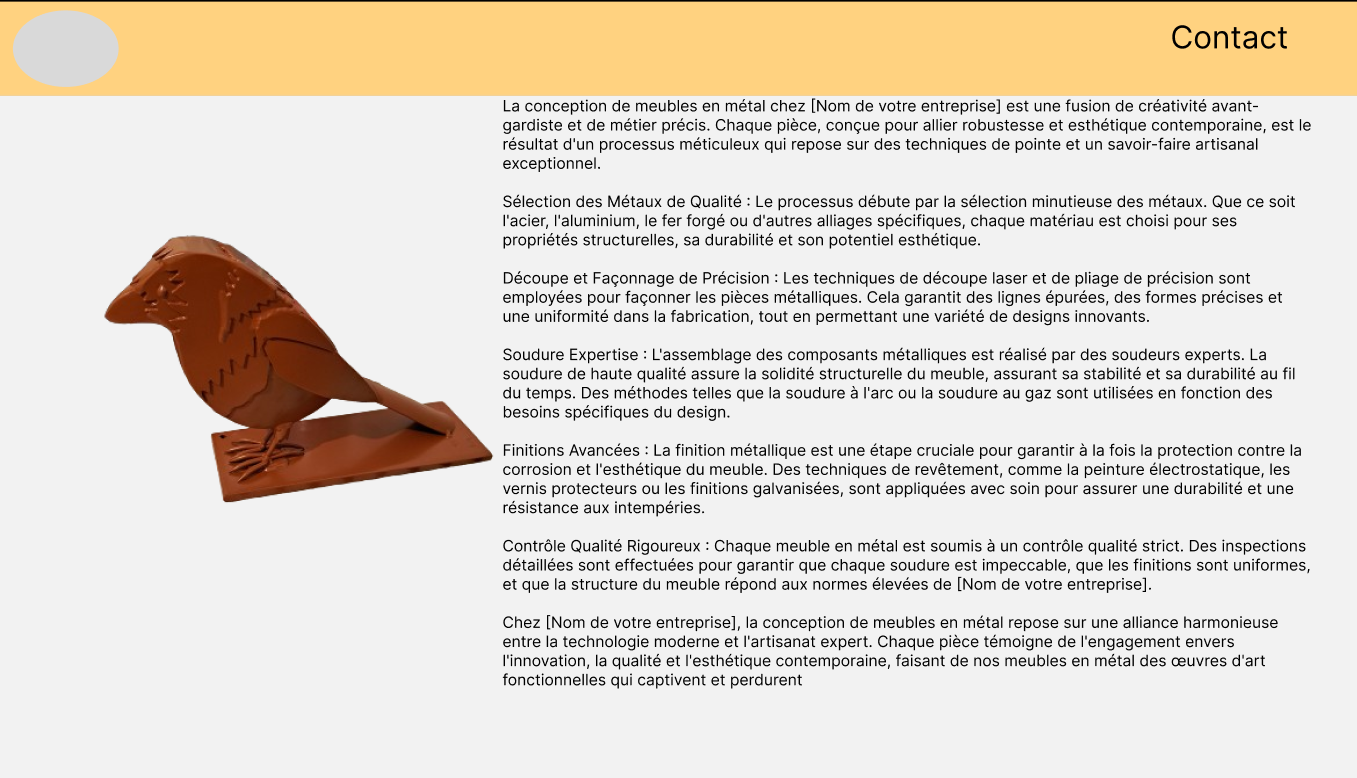 Contact
La conception de meubles en métal chez [Nom de votre entreprise] est une fusion de créativité avant-
gardiste et de métier précis. Chaque pièce, conçue pour allier robustesse et esthétique contemporaine, est le
résultat d'un processus méticuleux qui repose sur des techniques de pointe et un savoir-faire artisanal
exceptionnel.
Sélection des Métaux de Qualité : Le processus débute par la sélection minutieuse des métaux. Que ce soit
l'acier, l'aluminium, le fer forgé ou d'autres alliages spécifiques, chaque matériau est choisi pour ses
propriétés structurelles, sa durabilité et son potentiel esthétique.
Découpe et Façonnage de Précision : Les techniques de découpe laser et de pliage de précision sont
employées pour façonner les pièces métalliques. Cela garantit des lignes épurées, des formes précises et
une uniformité dans la fabrication, tout en permettant une variété de designs innovants.
Soudure Expertise : L'assemblage des composants métalliques est réalisé par des soudeurs experts. La
soudure de haute qualité assure la solidité structurelle du meuble, assurant sa stabilité et sa durabilité au fil
du temps. Des méthodes telles que la soudure à l'arc ou la soudure au gaz sont utilisées en fonction des
besoins spécifiques du design.
Finitions Avancées : La finition métallique est une étape cruciale pour garantir à la fois la protection contre la
corrosion et l'esthétique du meuble. Des techniques de revêtement, comme la peinture électrostatique, les
vernis protecteurs ou les finitions galvanisées, sont appliquées avec soin pour assurer une durabilité et une
résistance aux intempéries.
Contrôle Qualité Rigoureux : Chaque meuble en métal est soumis à un contrôle qualité strict. Des inspections
détaillées sont effectuées pour garantir que chaque soudure est impeccable, que les finitions sont uniformes,
et que la structure du meuble répond aux normes élevées de [Nom de votre entreprise].
Chez [Nom de votre entreprise], la conception de meubles en métal repose sur une alliance harmonieuse
entre la technologie moderne et l'artisanat expert. Chaque pièce témoigne de l'engagement envers
l'innovation, la qualité et l'esthétique contemporaine, faisant de nos meubles en métal des œuvres d'art
fonctionnelles qui captivent et perdurent